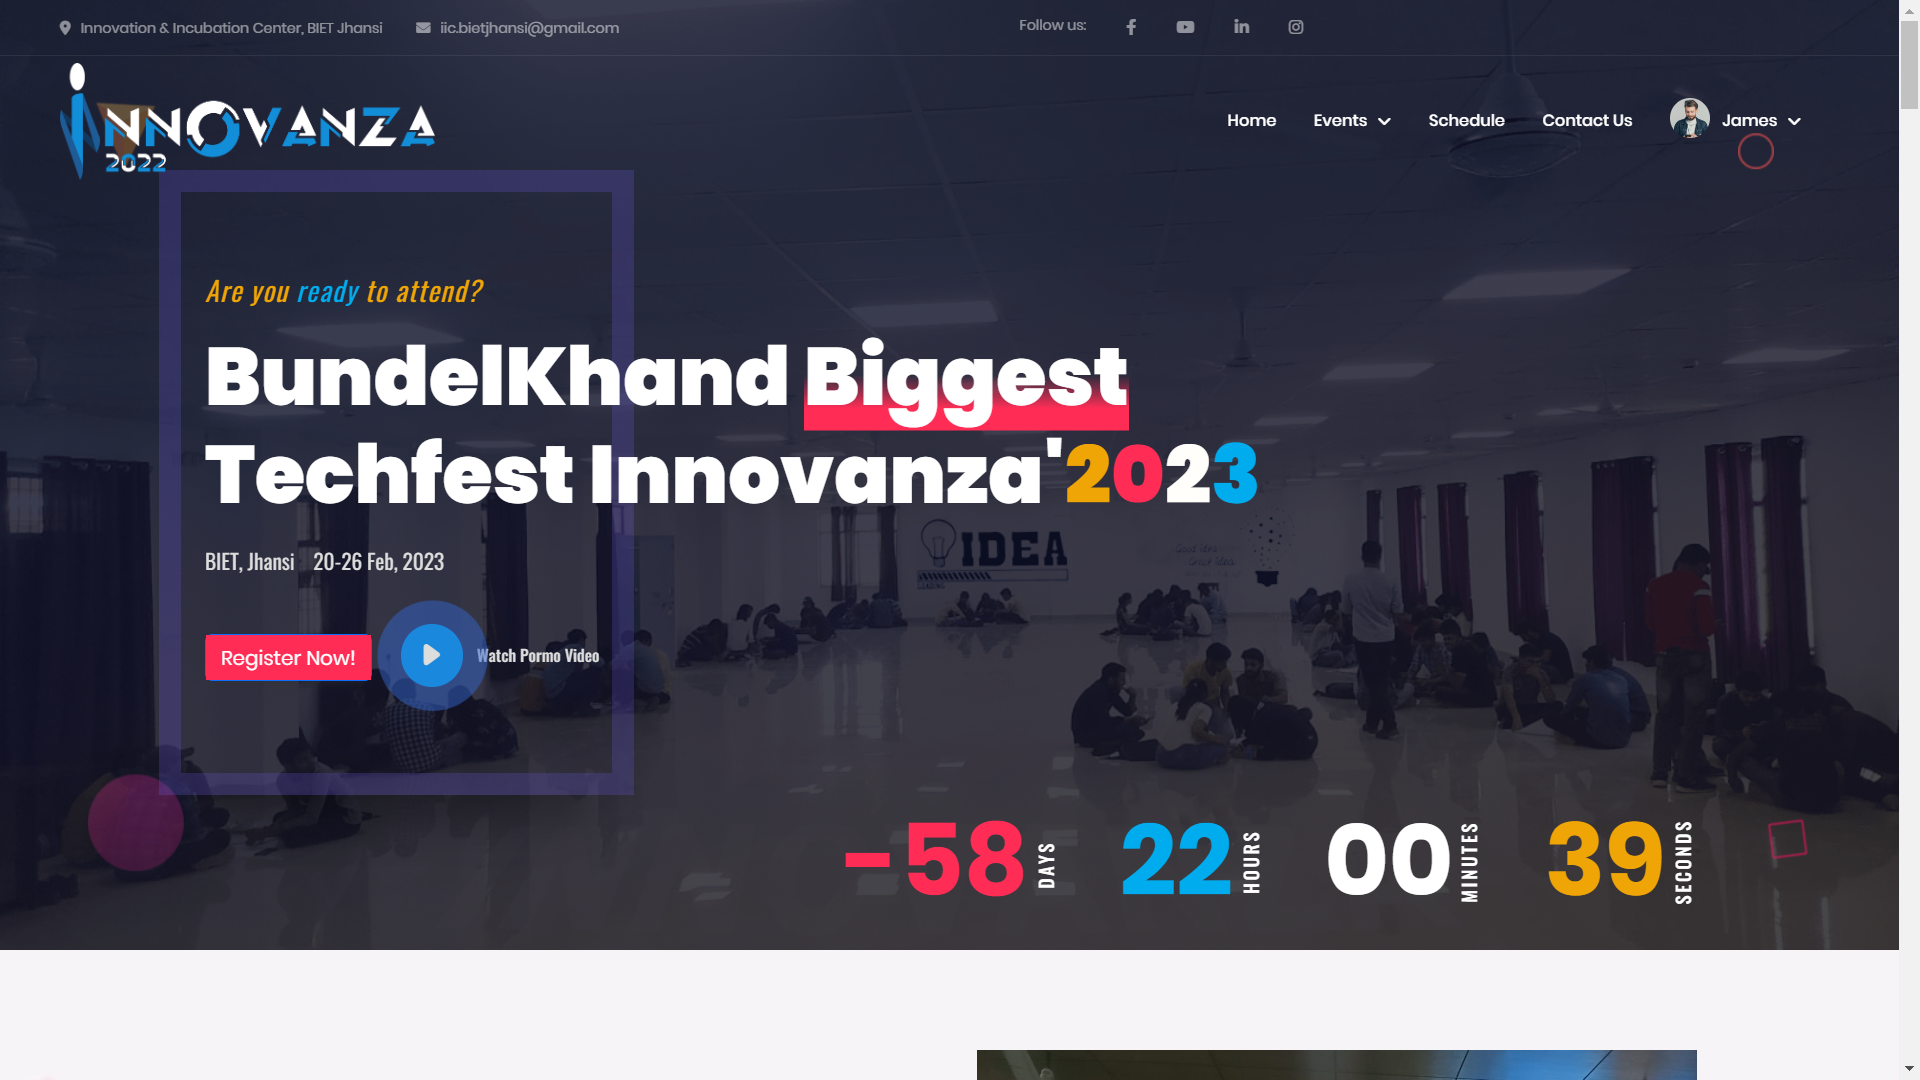 Innovation & Incubation Center, BIET Jhansi
iic.bietjhansi@gmail.com
Follow us:
INNOVANZA
2022
Home
Events
Schedule
Contact Us
James
Are you ready to attend?
BundelKhand Biggest
Techfest Innovanza'2023
BIET, Jhansi 20-26 Feb, 2023
IDEA
Register Now!
Watch Pormo Video
-58 DAYS
22 HOURS
00 MINUTES
39 SECONDS